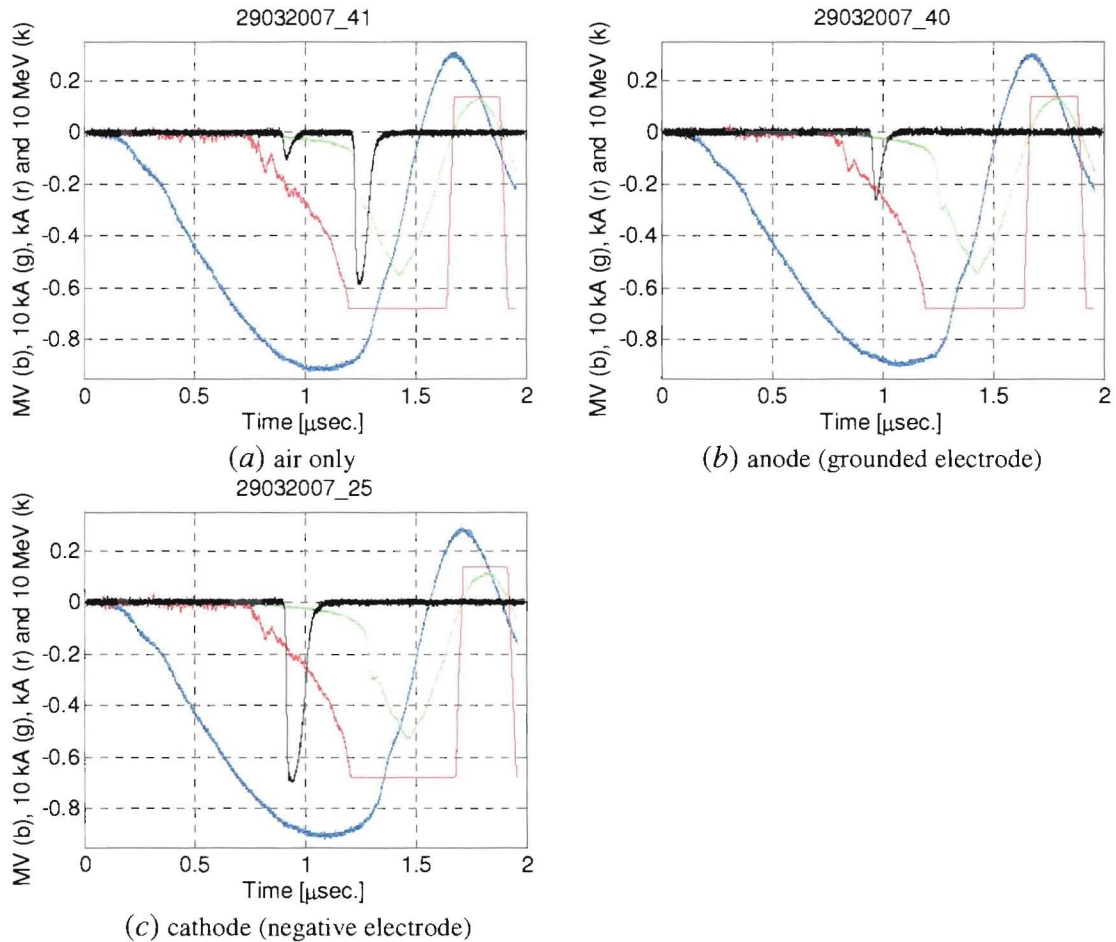 29032007_41
MV (b), 10 kA (g), kA (r) and 10 MeV (k)
0.2
0
-0.2
-0.4
-0.6
-0.8
0 0.5 1 1.5 2
Time [μsec.]
(a) air only
29032007_40
MV (b), 10 kA (g), kA (r) and 10 MeV (k)
0.2
0
-0.2
-0.4
-0.6
-0.8
0 0.5 1 1.5 2
Time [μsec.]
(b) anode (grounded electrode)
29032007_25
MV (b), 10 kA (g), kA (r) and 10 MeV (k)
0.2
0
-0.2
-0.4
-0.6
-0.8
0 0.5 1 1.5 2
Time [μsec.]
(c) cathode (negative electrode)